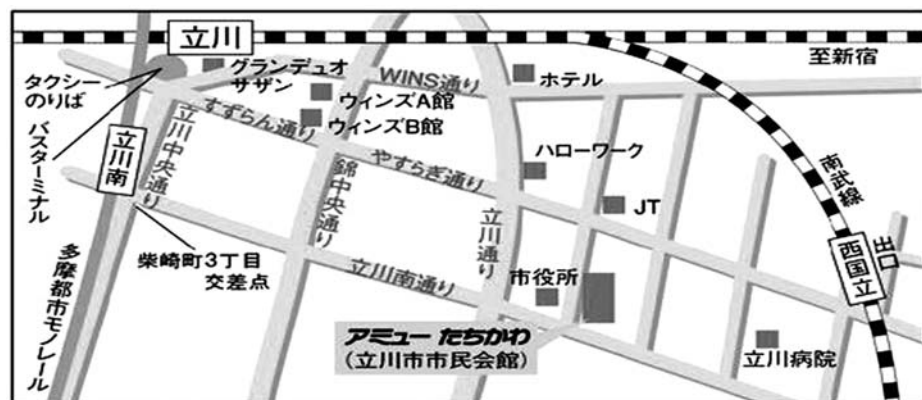 立川
至新宿
タクシー
のりば
グランデュオ
サザン
WINS通り
ホテル
ウィンズA館
ウィンズB館
すずらん通り
バスターミナル
立川南
立川中央通り
錦中央通り
やすらぎ通り
ハローワーク
JT
南武線
立川通り
柴崎町3丁目
交差点
立川南通り
市役所
西国立
出口
多摩都市モノレール
アミューたちかわ
(立川市市民会館)
立川病院